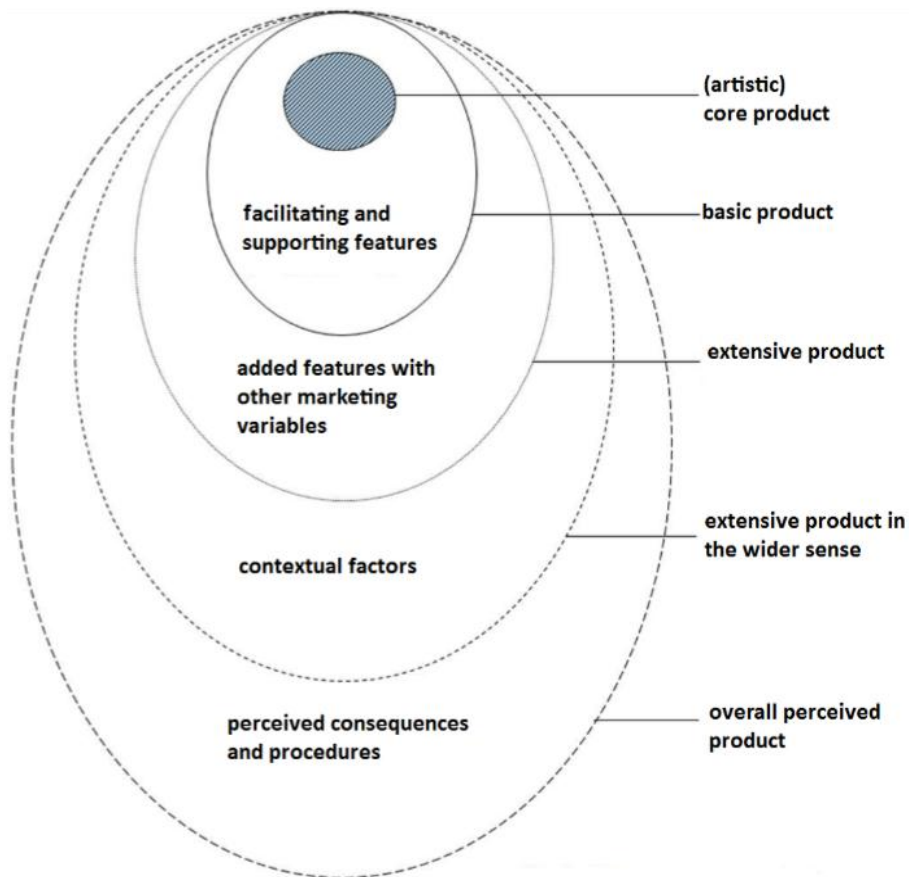 (artistic)
core product
facilitating and
supporting features
basic product
added features with
other marketing
variables
extensive product
contextual factors
extensive product in
the wider sense
perceived consequences
and procedures
overall perceived
product